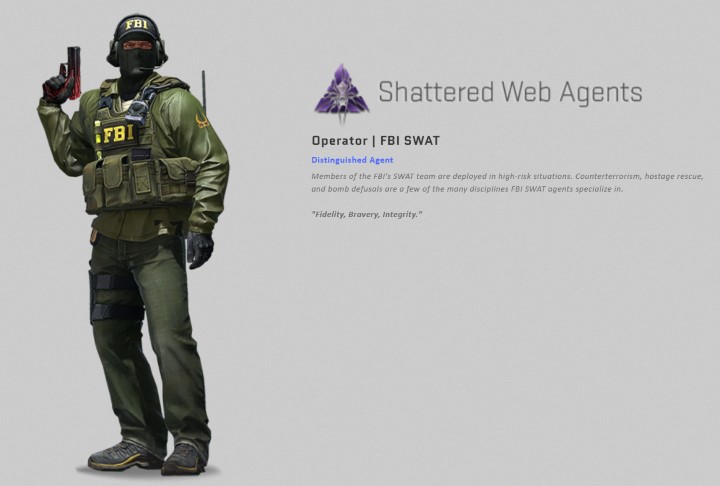 FBI
FBI
Shattered Web Agents
Operator | FBI SWAT
Distinguished Agent
Members of the FBI's SWAT team are deployed in high-risk situations. Counterterrorism, hostage rescue,
and bomb defusals are a few of the many disciplines FBI SWAT agents specialize in.
"Fidelity, Bravery, Integrity."